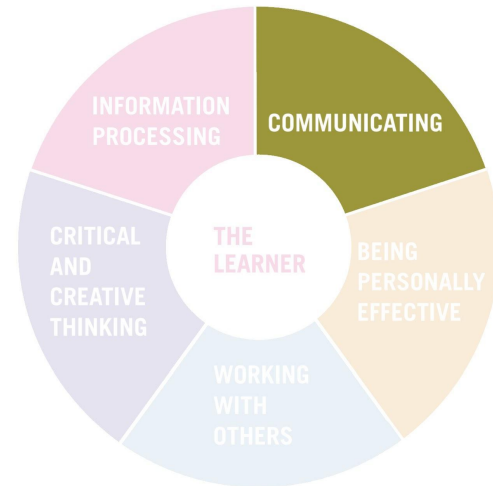 INFORMATION
PROCESSING
COMMUNICATING
CRITICAL
AND
CREATIVE
THINKING
THE
LEARNER
BEING
PERSONALLY
EFFECTIVE
WORKING
WITH
OTHERS